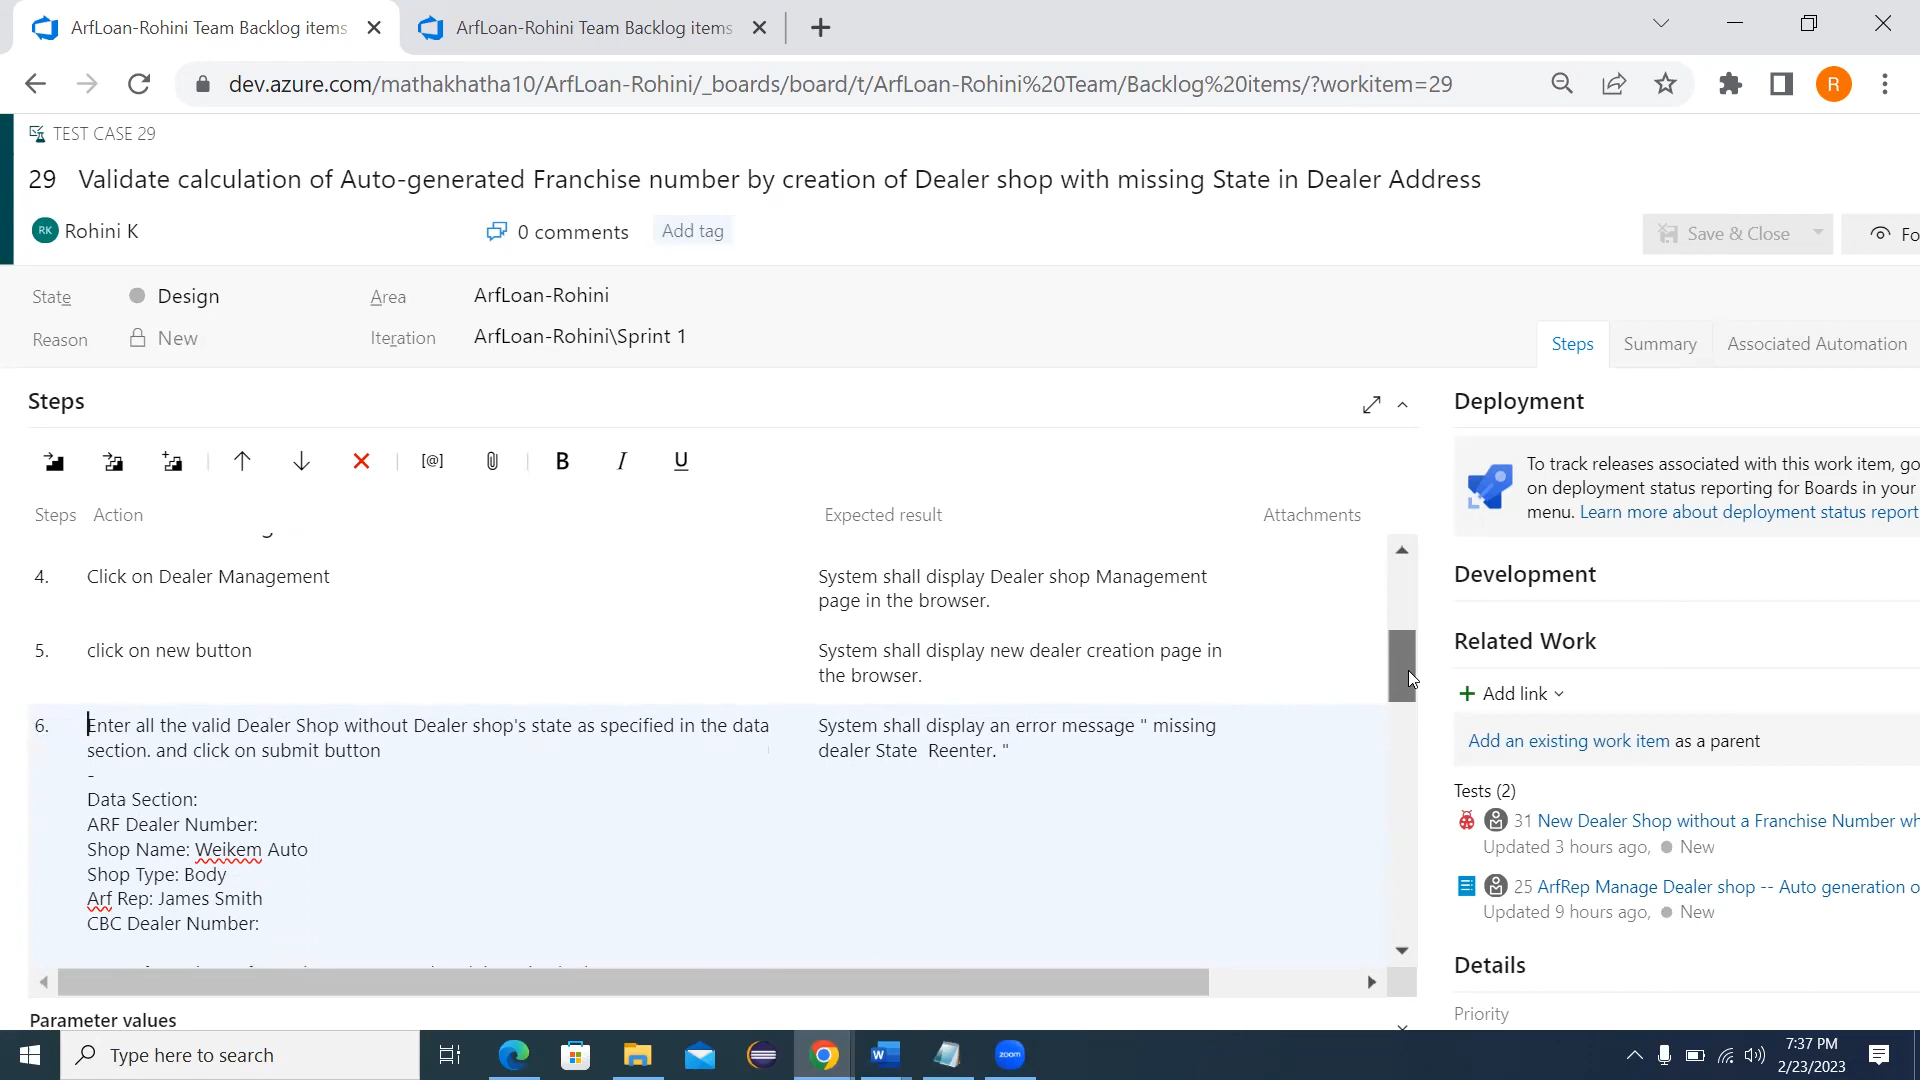 ArfLoan-Rohini Team Backlog items
ArfLoan-Rohini Team Backlog items
dev.azure.com/mathakhatha10/ArfLoan-Rohini/_boards/board/t/ArfLoan-Rohini%20Team/Backlog%20items/?workitem=29
R
TEST CASE 29
29 Validate calculation of Auto-generated Franchise number by creation of Dealer shop with missing State in Dealer Address
RK Rohini K
0 comments
Add tag
Save & Close
Fo
State
Design
Area
ArfLoan-Rohini
Reason
New
Iteration
ArfLoan-Rohini\Sprint 1
Steps
Summary
Associated Automation
Steps
[@]
B
I
U
Steps Action
Expected result
Attachments
4. Click on Dealer Management
System shall display Dealer shop Management
page in the browser.
5. click on new button
System shall display new dealer creation page in
the browser.
6. Enter all the valid Dealer Shop without Dealer shop's state as specified in the data
section. and click on submit button
-
Data Section:
ARF Dealer Number:
Shop Name: Weikem Auto
Shop Type: Body
Arf Rep: James Smith
CBC Dealer Number:
System shall display an error message " missing
dealer State  Reenter. "
Parameter values
Deployment
To track releases associated with this work item, go
on deployment status reporting for Boards in your
menu. Learn more about deployment status report
Development
Related Work
Add link
Add an existing work item as a parent
Tests (2)
31 New Dealer Shop without a Franchise Number wh
Updated 3 hours ago, New
25 ArfRep Manage Dealer shop -- Auto generation o
Updated 9 hours ago, New
Details
Priority
Type here to search
W
zoom
7:37 PM
2/23/2023